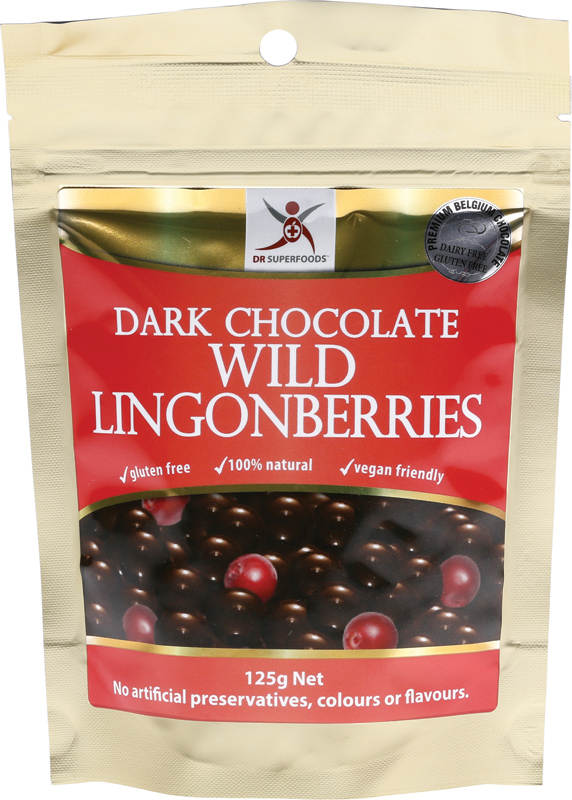 DR SUPERFOODS™
PREMIUM BELGIUM CHOCOLATE
DAIRY FREE
GLUTEN FREE
DARK CHOCOLATE
WILD
LINGONBERRIES
✓gluten free ✓100% natural ✓vegan friendly
125g Net
No artificial preservatives, colours or flavours.